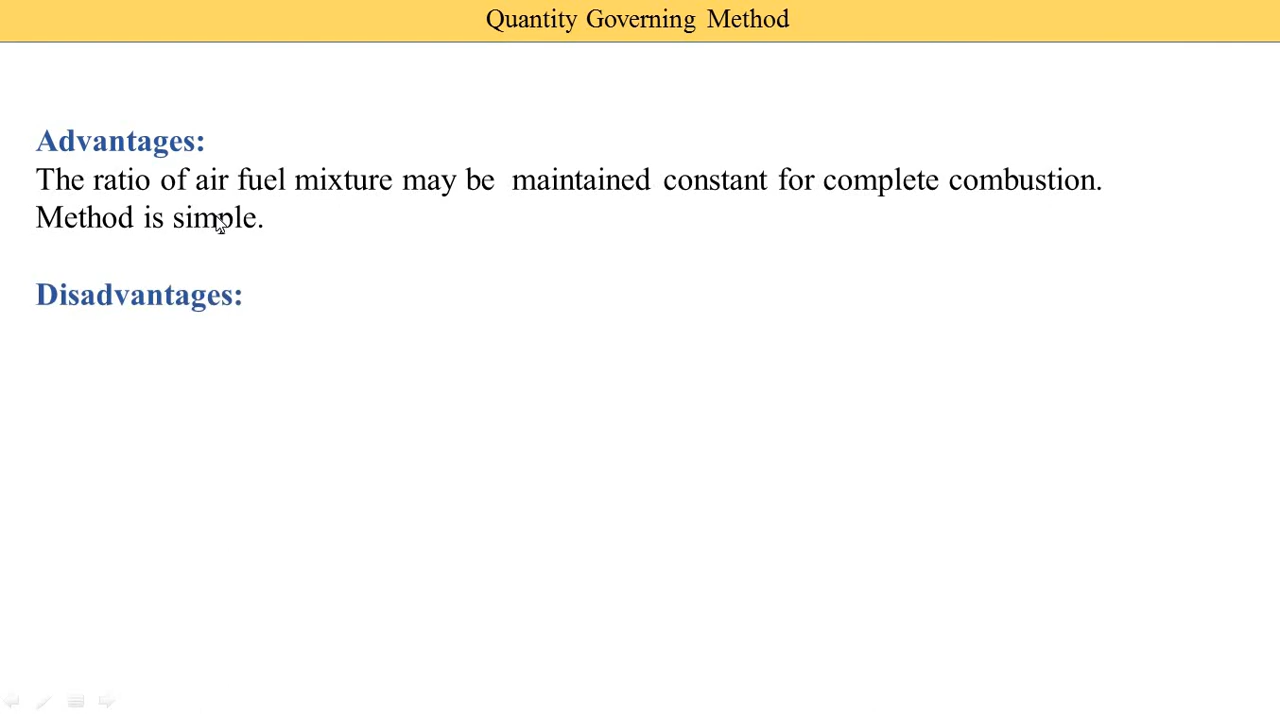 Quantity Governing Method
Advantages:
The ratio of air fuel mixture may be maintained constant for complete combustion.
Method is simple.
Disadvantages: